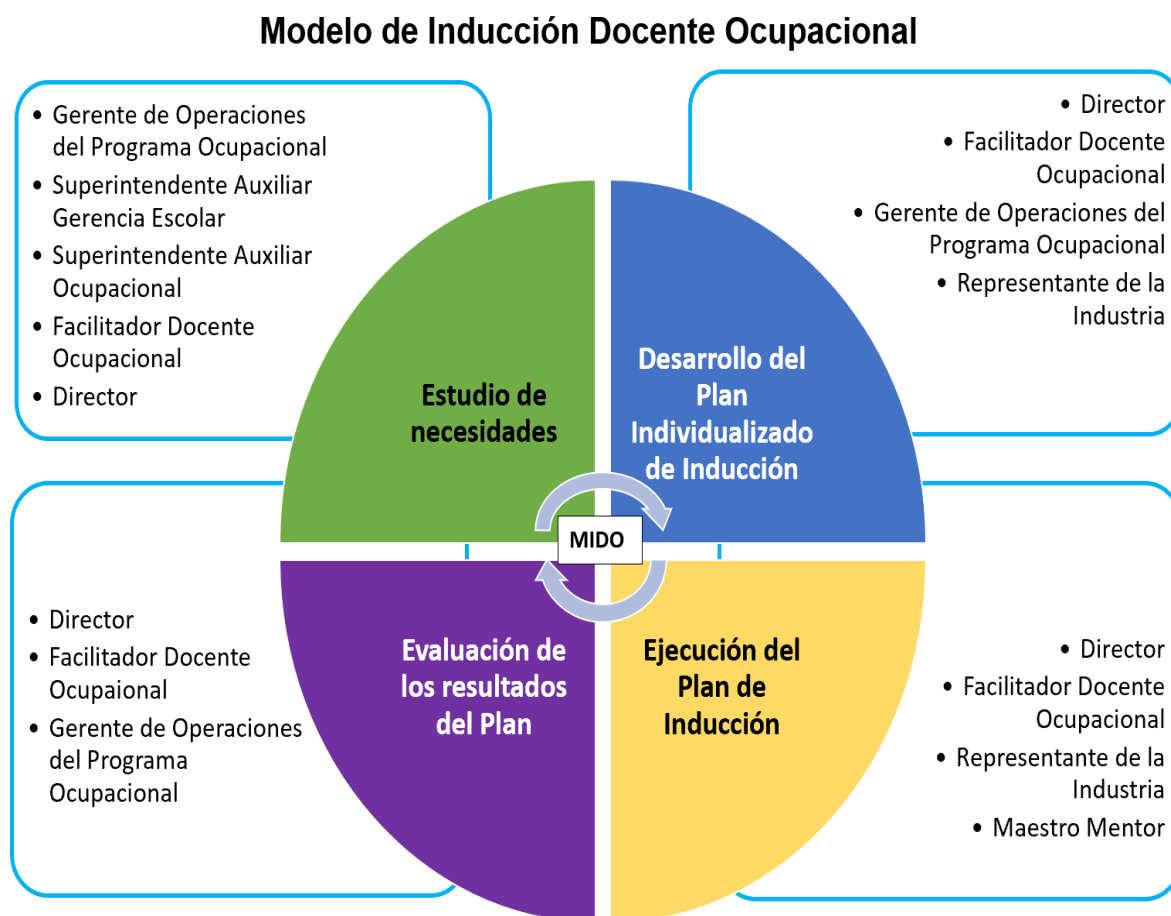 Modelo de Inducción Docente Ocupacional
• Gerente de Operaciones
del Programa Ocupacional
• Superintendente Auxiliar
Gerencia Escolar
• Superintendente Auxiliar
Ocupacional
• Facilitador Docente
Ocupacional
• Director
• Director
• Facilitador Docente
Ocupacional
• Gerente de Operaciones del
Programa Ocupacional
• Representante de la
Industria
Estudio de
necesidades
Desarrollo del
Plan
Individualizado
de Inducción
MIDO
• Director
• Facilitador Docente
Ocupaional
• Gerente de Operaciones
del Programa
Ocupacional
Evaluación de
los resultados
del Plan
Ejecución del
Plan de
Inducción
• Director
• Facilitador Docente
Ocupacional
• Representante de la
Industria
• Maestro Mentor